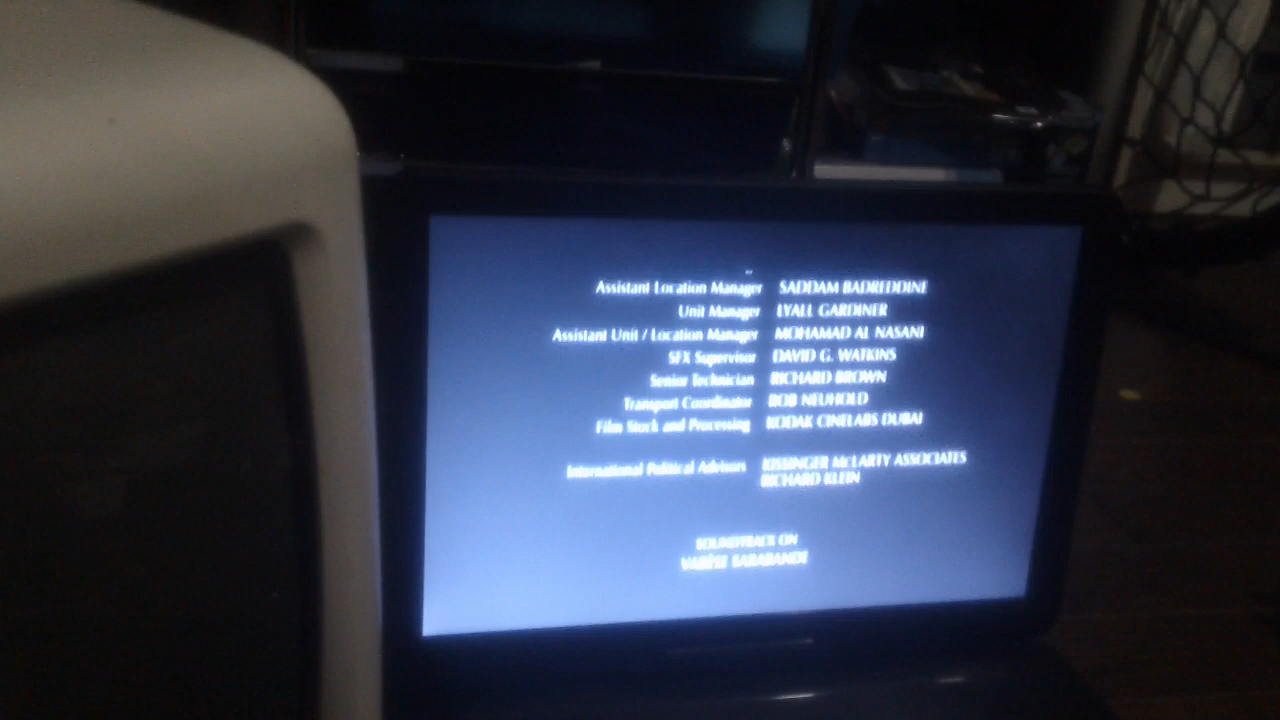 Assistant Location Manager SADDAM BADREDDINE
Unit Manager LYALL GARDINER
Assistant Unit / Location Manager MOHAMAD AL NASANI
SFX Supervisor DAVID G. WATKINS
Senior Technician RICHARD BROWN
Transport Coordinator ROB NEUHOLD
Film Stock and Processing KODAK CINELABS DUBAI
International Political Advisors KISSINGER McLARTY ASSOCIATES
RICHARD KLEIN
SOUNDTRACK ON
VARÈSE SARABANDE